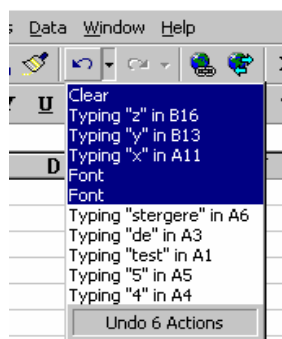 s Data Window Help
U
D
Clear
Typing "z" in B16
Typing "y" in B13
Typing "x" in A11
Font
Font
Typing "stergere" in A6
Typing "de" in A3
Typing "test" in A1
Typing "5" in A5
Typing "4" in A4
Undo 6 Actions